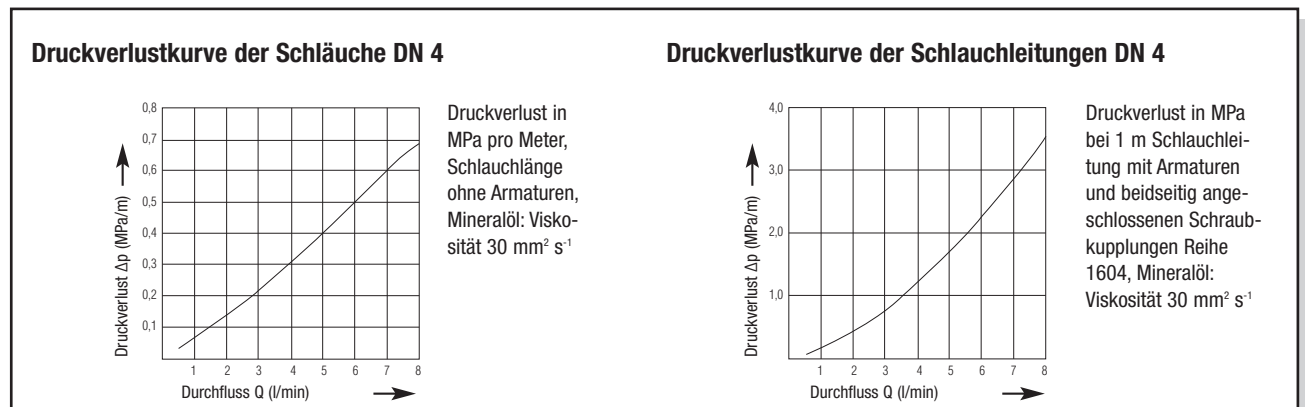 Druckverlustkurve der Schläuche DN 4
0,8
0,7
0,6
0,5
0,4
0,3
0,2
0,1
Druckverlust Δp (MPa/m)
1 2 3 4 5 6 7 8
Durchfluss Q (l/min)
Druckverlust in
MPa pro Meter,
Schlauchlänge
ohne Armaturen,
Mineralöl: Visko-
sität 30 mm² s⁻¹
Druckverlustkurve der Schlauchleitungen DN 4
4,0
3,0
2,0
1,0
Druckverlust Δp (MPa/m)
1 2 3 4 5 6 7 8
Durchfluss Q (l/min)
Druckverlust in MPa
bei 1 m Schlauchlei-
tung mit Armaturen
und beidseitig ange-
schlossenen Schraub-
kupplungen Reihe
1604, Mineralöl:
Viskosität 30 mm² s⁻¹